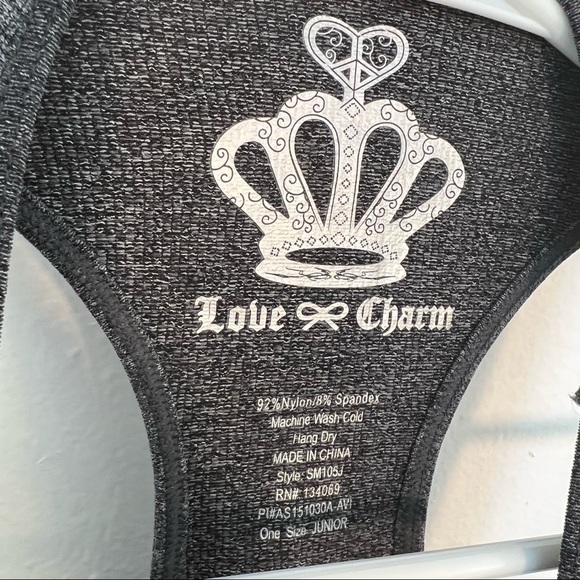 Love Charm
92%Nylon/8% Spandex
Machine Wash Cold
Hang Dry
MADE IN CHINA
Style: SM105J
RN#: 134069
PI#AS151030A-AVI
One Size JUNIOR